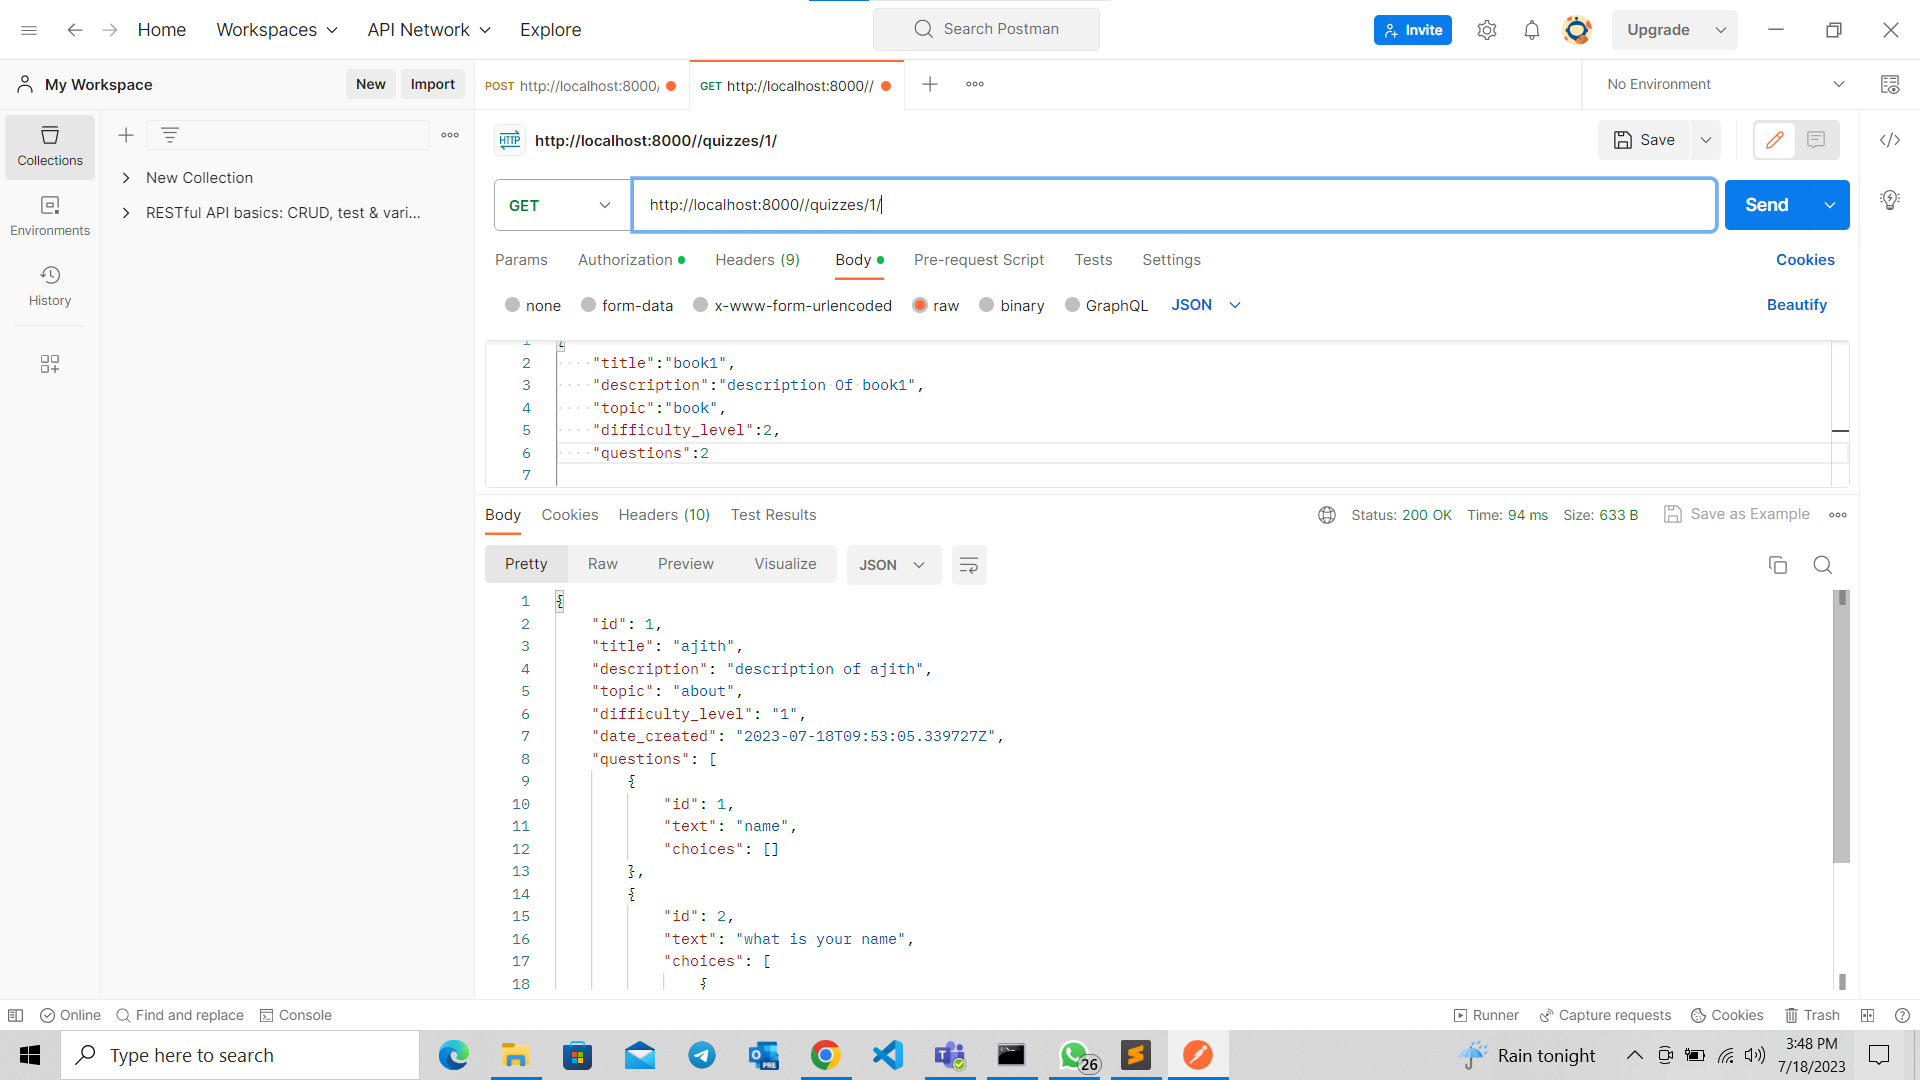 Home Workspaces API Network Explore Search Postman Invite Upgrade
My Workspace New Import POST http://localhost:8000/ GET http://localhost:8000// No Environment
HTTP http://localhost:8000//quizzes/1/ Save
Collections
New Collection
RESTful API basics: CRUD, test & vari...
Environments
History
GET http://localhost:8000//quizzes/1/ Send
Params Authorization Headers (9) Body Pre-request Script Tests Settings Cookies
none form-data x-www-form-urlencoded raw binary GraphQL JSON Beautify
1 {
2 "title":"book1",
3 "description":"description Of book1",
4 "topic":"book",
5 "difficulty_level":2,
6 "questions":2
7
Body Cookies Headers (10) Test Results Status: 200 OK Time: 94 ms Size: 633 B Save as Example
Pretty Raw Preview Visualize JSON
1 {
2 "id": 1,
3 "title": "ajith",
4 "description": "description of ajith",
5 "topic": "about",
6 "difficulty_level": "1",
7 "date_created": "2023-07-18T09:53:05.339727Z",
8 "questions": [
9 {
10 "id": 1,
11 "text": "name",
12 "choices": []
13 },
14 {
15 "id": 2,
16 "text": "what is your name",
17 "choices": [
18 {
Online Find and replace Console Runner Capture requests Cookies Trash
Type here to search PRE 26 Rain tonight 3:48 PM
7/18/2023